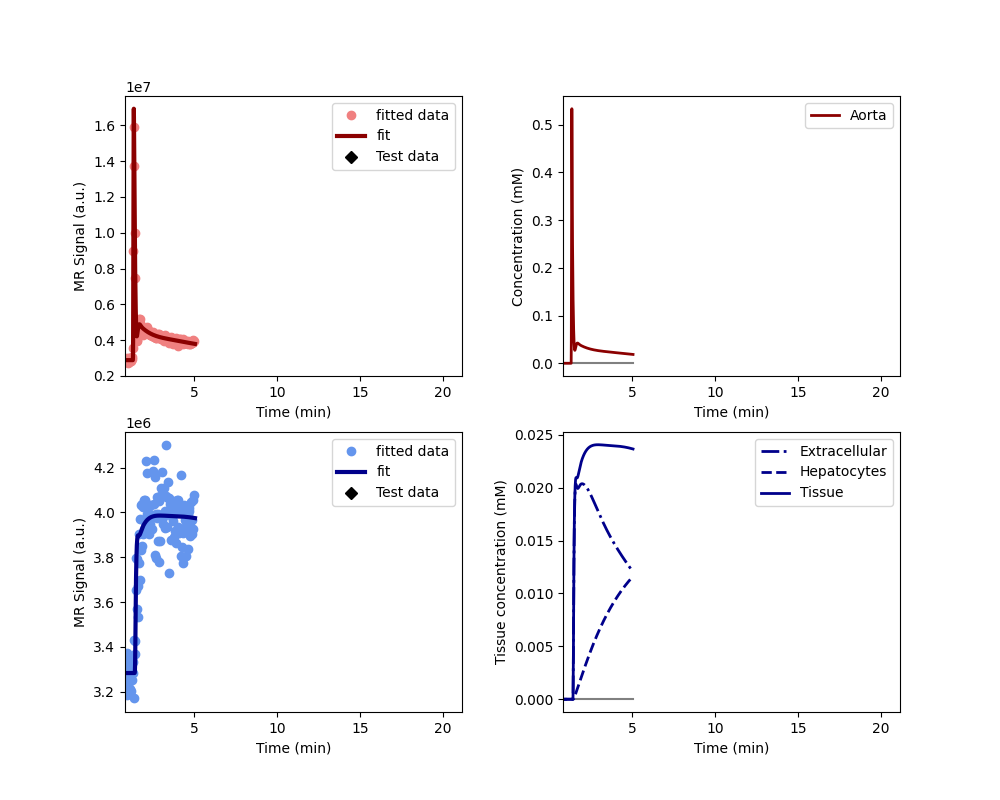 1e7
MR Signal (a.u.)
1.6
1.4
1.2
1.0
0.8
0.6
0.4
0.2
5
10
15
20
Time (min)
fitted data
fit
Test data
Concentration (mM)
0.5
0.4
0.3
0.2
0.1
0.0
5
10
15
20
Time (min)
Aorta
1e6
MR Signal (a.u.)
4.2
4.0
3.8
3.6
3.4
3.2
5
10
15
20
Time (min)
fitted data
fit
Test data
Tissue concentration (mM)
0.025
0.020
0.015
0.010
0.005
0.000
5
10
15
20
Time (min)
Extracellular
Hepatocytes
Tissue